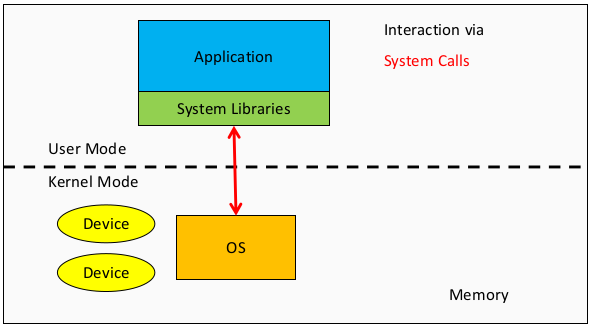 Interaction via
System Calls
Application
System Libraries
User Mode
Kernel Mode
Device
Device
OS
Memory